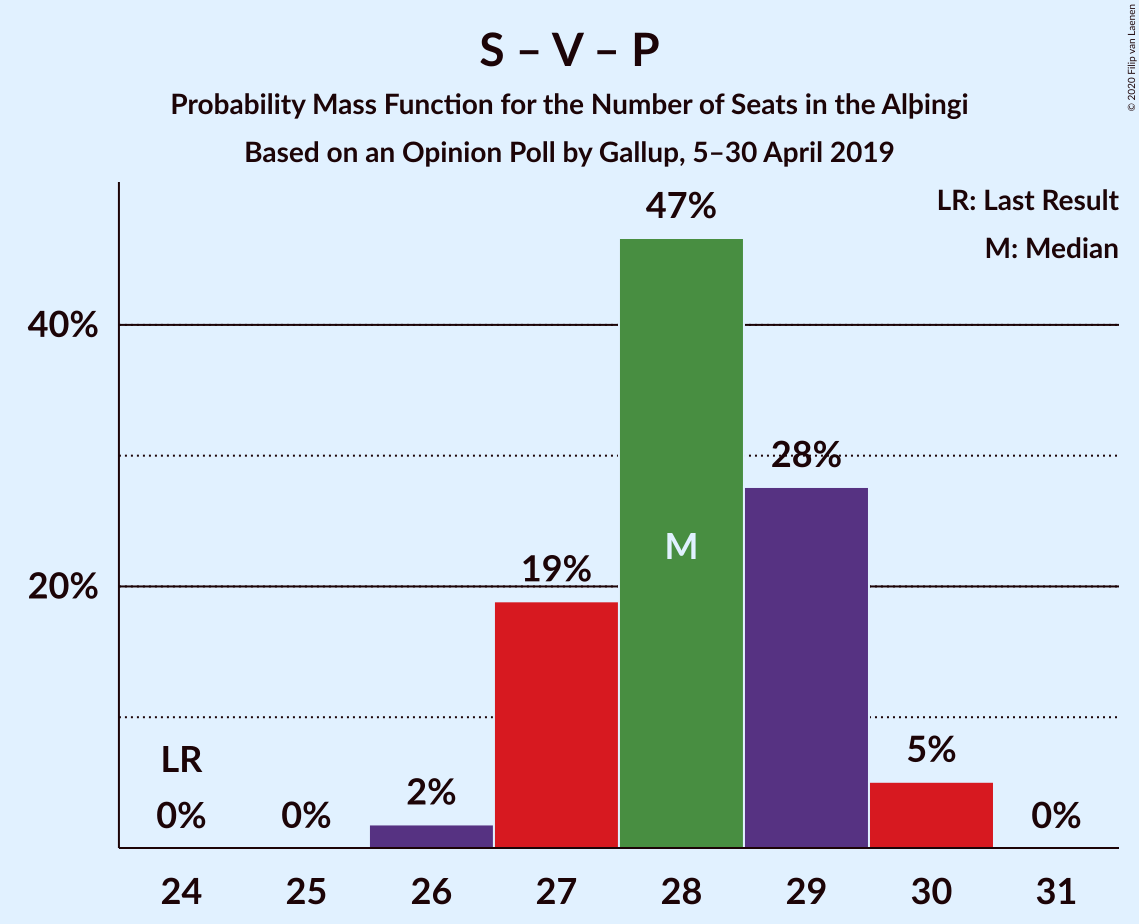 S – V – P
Probability Mass Function for the Number of Seats in the Alþingi
Based on an Opinion Poll by Gallup, 5–30 April 2019
© 2020 Filip van Laenen
LR: Last Result
M: Median
47%
40%
28%
M
19%
20%
LR
5%
2%
0%
0%
0%
24 25 26 27 28 29 30 31